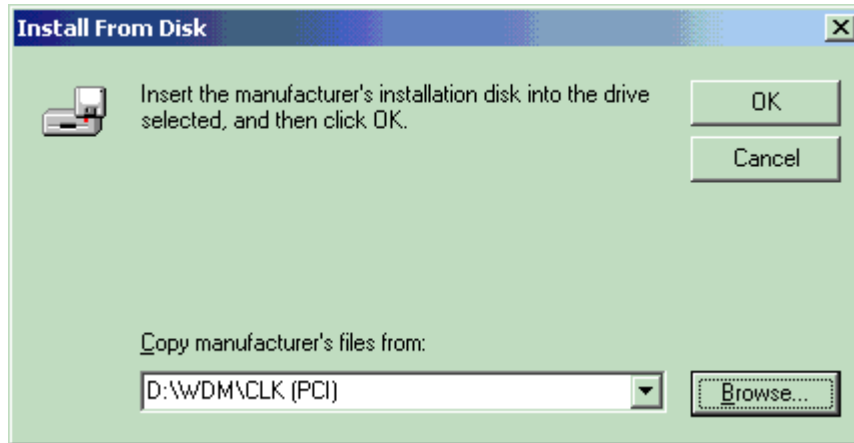 Install From Disk
Insert the manufacturer's installation disk into the drive
selected, and then click OK.
OK
Cancel
Copy manufacturer's files from:
D:\WDM\CLK (PCI)
Browse...